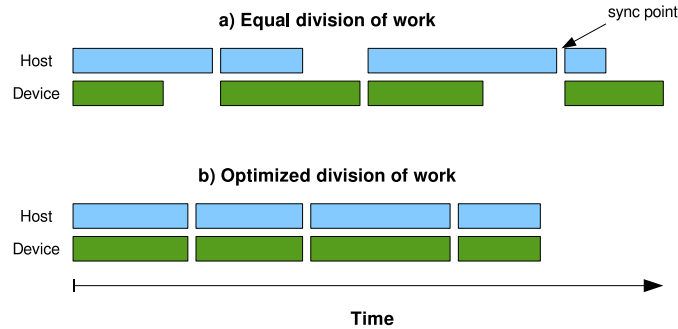 sync point
a) Equal division of work
Host
Device
b) Optimized division of work
Host
Device
Time